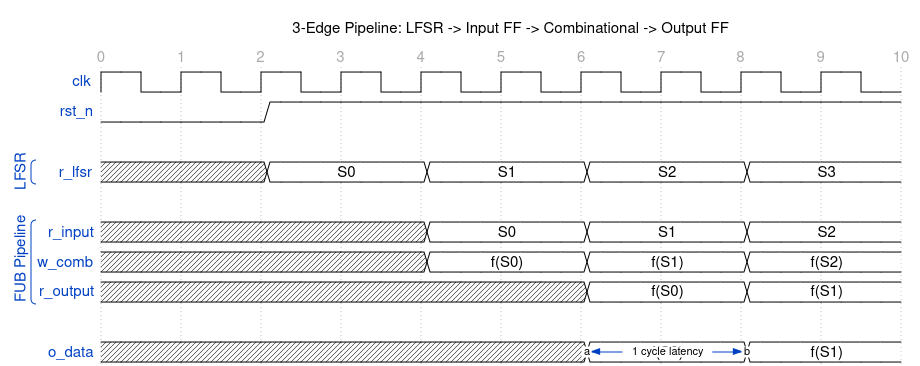 3-Edge Pipeline: LFSR -> Input FF -> Combinational -> Output FF
0 1 2 3 4 5 6 7 8 9 10
clk
rst_n
LFSR
r_lfsr S0 S1 S2 S3
FUB Pipeline
r_input S0 S1 S2
w_comb f(S0) f(S1) f(S2)
r_output f(S0) f(S1)
o_data a 1 cycle latency b f(S1)